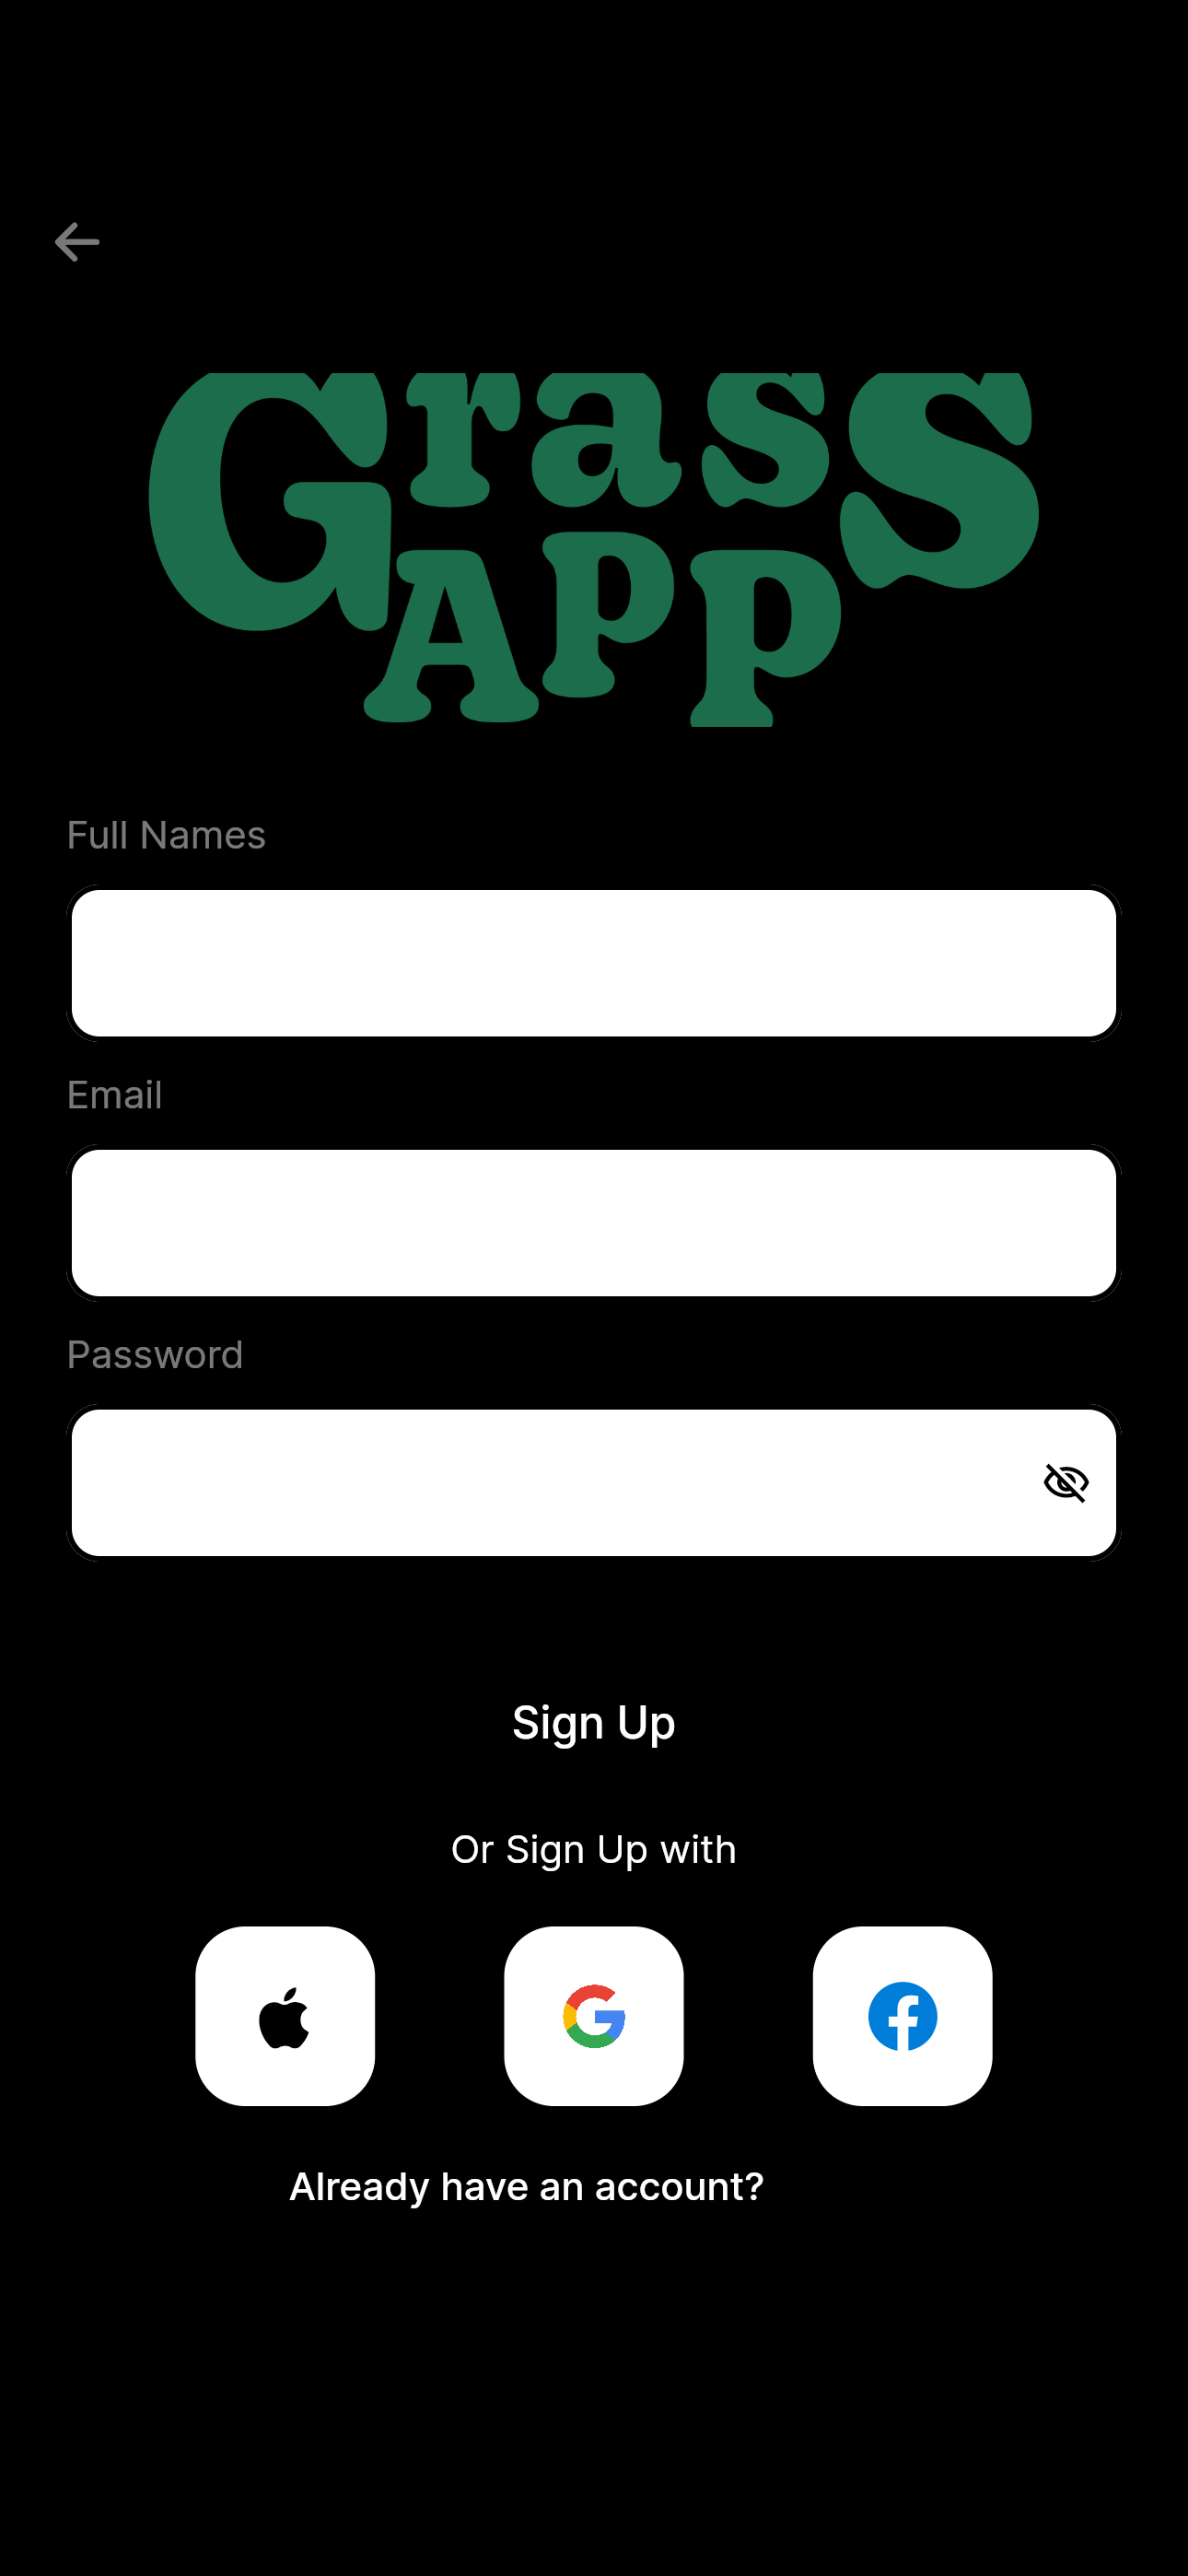 Grass
App
Full Names
Email
Password
Sign Up
Or Sign Up with
Already have an account?